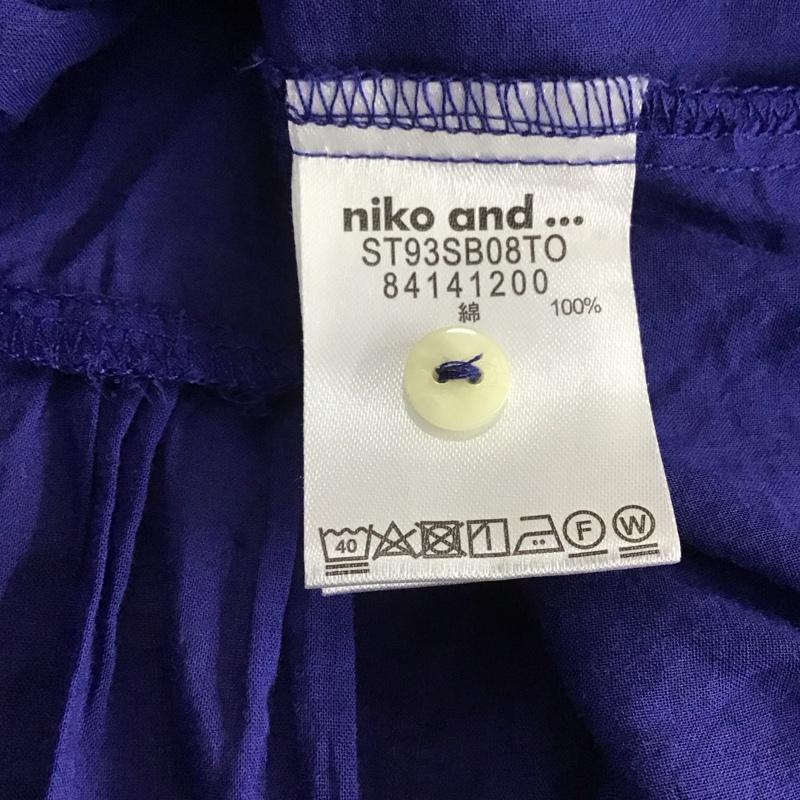 niko and ...
ST93SB08TO
84141200
綿 100%
40 F W